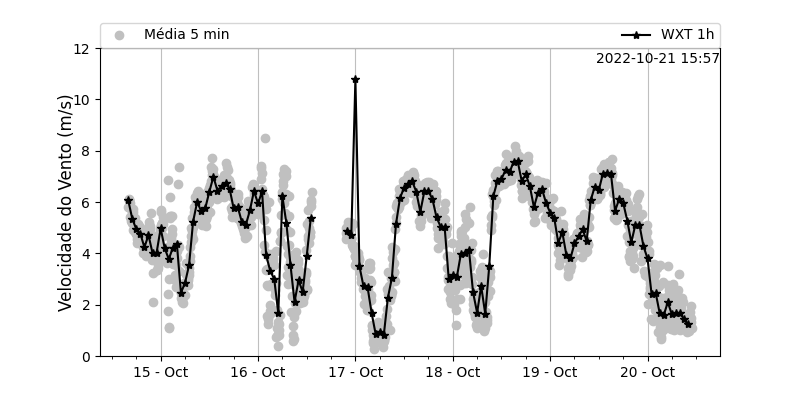 Média 5 min
WXT 1h
2022-10-21 15:57
Velocidade do Vento (m/s)
12
10
8
6
4
2
0
15 - Oct
16 - Oct
17 - Oct
18 - Oct
19 - Oct
20 - Oct